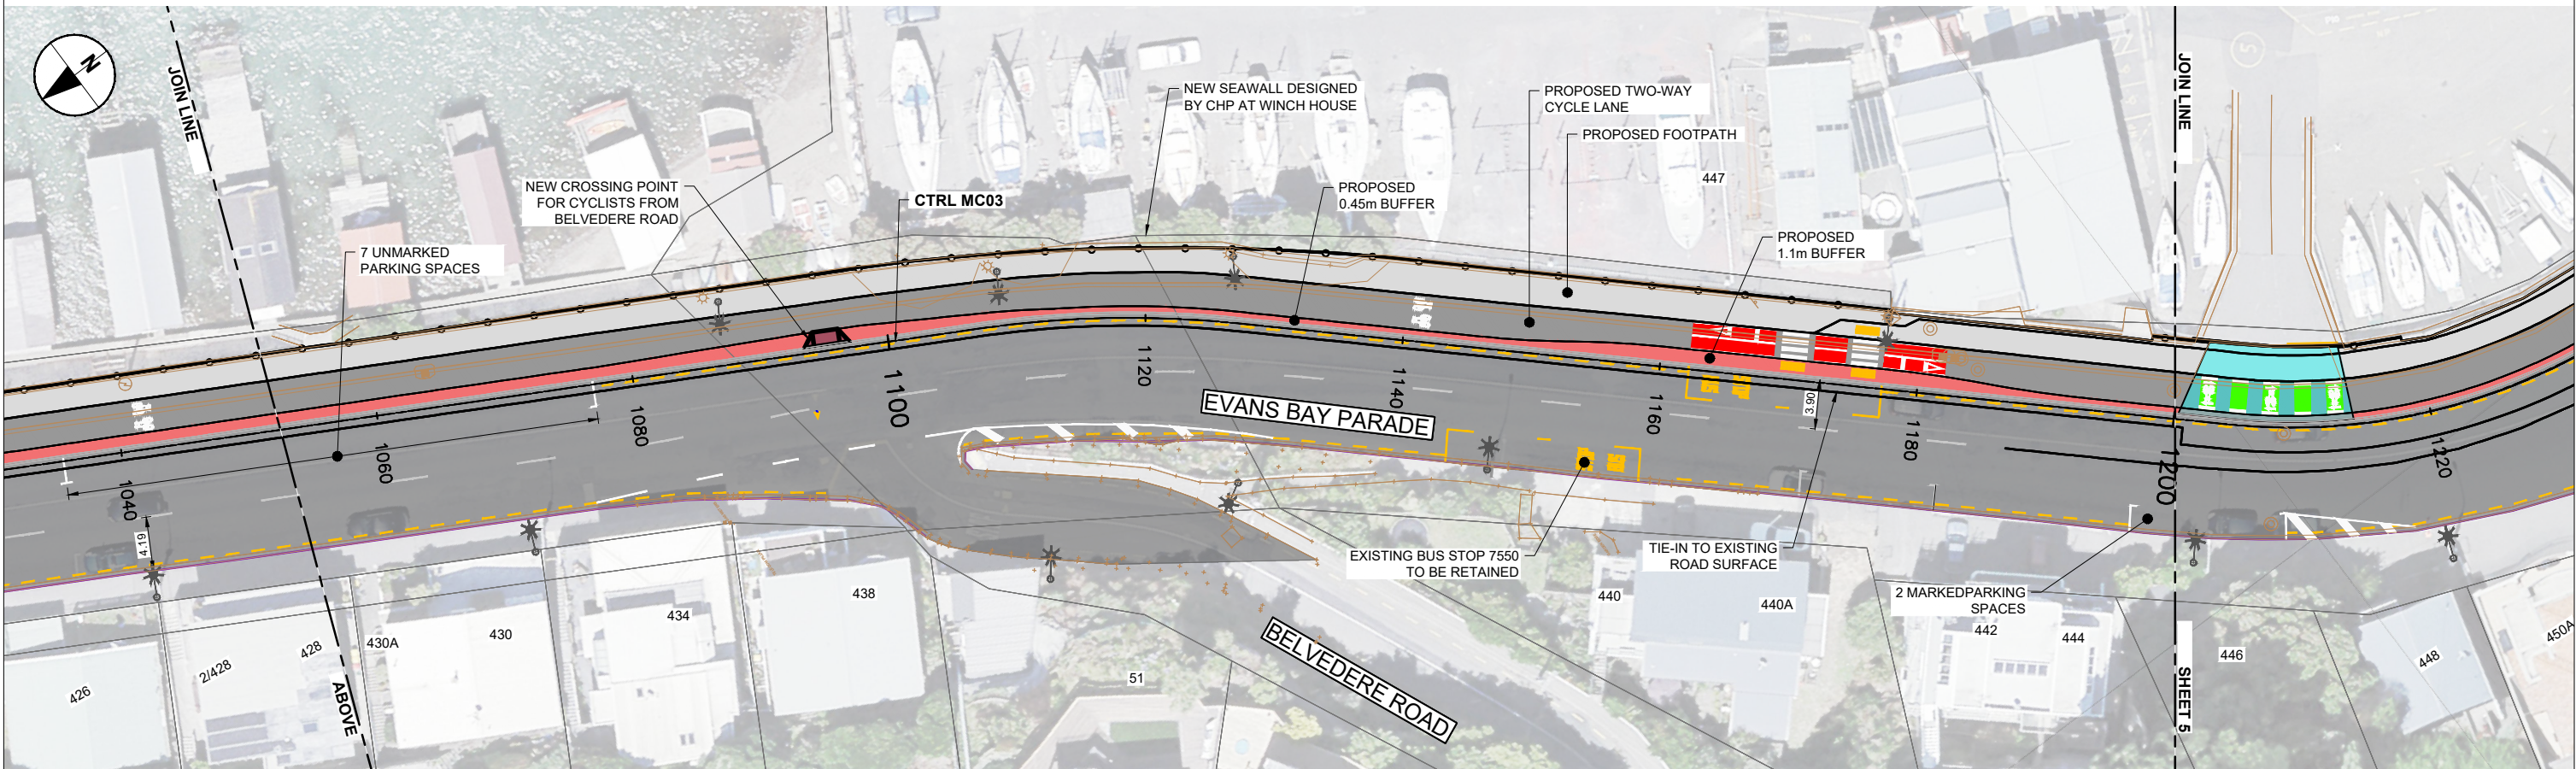 N
JOIN LINE
ABOVE
7 UNMARKED
PARKING SPACES
NEW CROSSING POINT
FOR CYCLISTS FROM
BELVEDERE ROAD
CTRL MC03
NEW SEAWALL DESIGNED
BY CHP AT WINCH HOUSE
PROPOSED
0.45m BUFFER
PROPOSED TWO-WAY
CYCLE LANE
PROPOSED FOOTPATH
447
PROPOSED
1.1m BUFFER
JOIN LINE
SHEET 5
1040
1060
1080
1100
1120
1140
1160
1180
1200
1220
4.19
3.90
EVANS BAY PARADE
BELVEDERE ROAD
EXISTING BUS STOP 7550
TO BE RETAINED
TIE-IN TO EXISTING
ROAD SURFACE
2 MARKEDPARKING
SPACES
426
2/428
428
430A
430
434
438
51
440
440A
442
444
446
448
450A